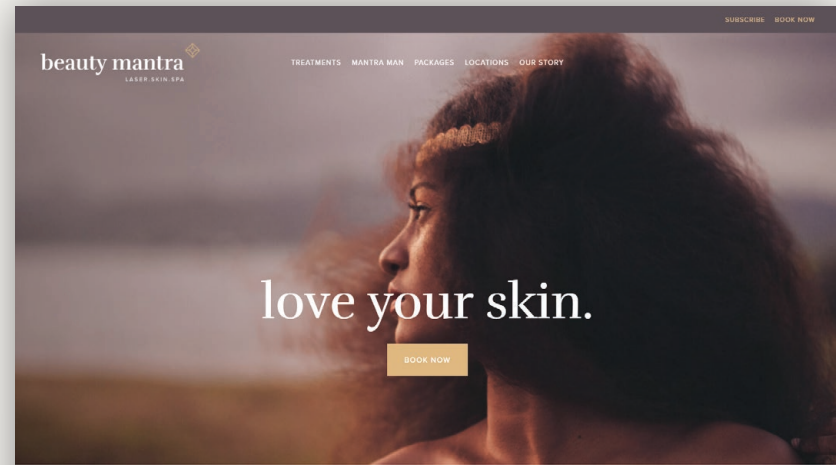 SUBSCRIBE BOOK NOW
beauty mantra
LASER.SKIN.SPA
TREATMENTS MANTRA MAN PACKAGES LOCATIONS OUR STORY
love your skin.
BOOK NOW